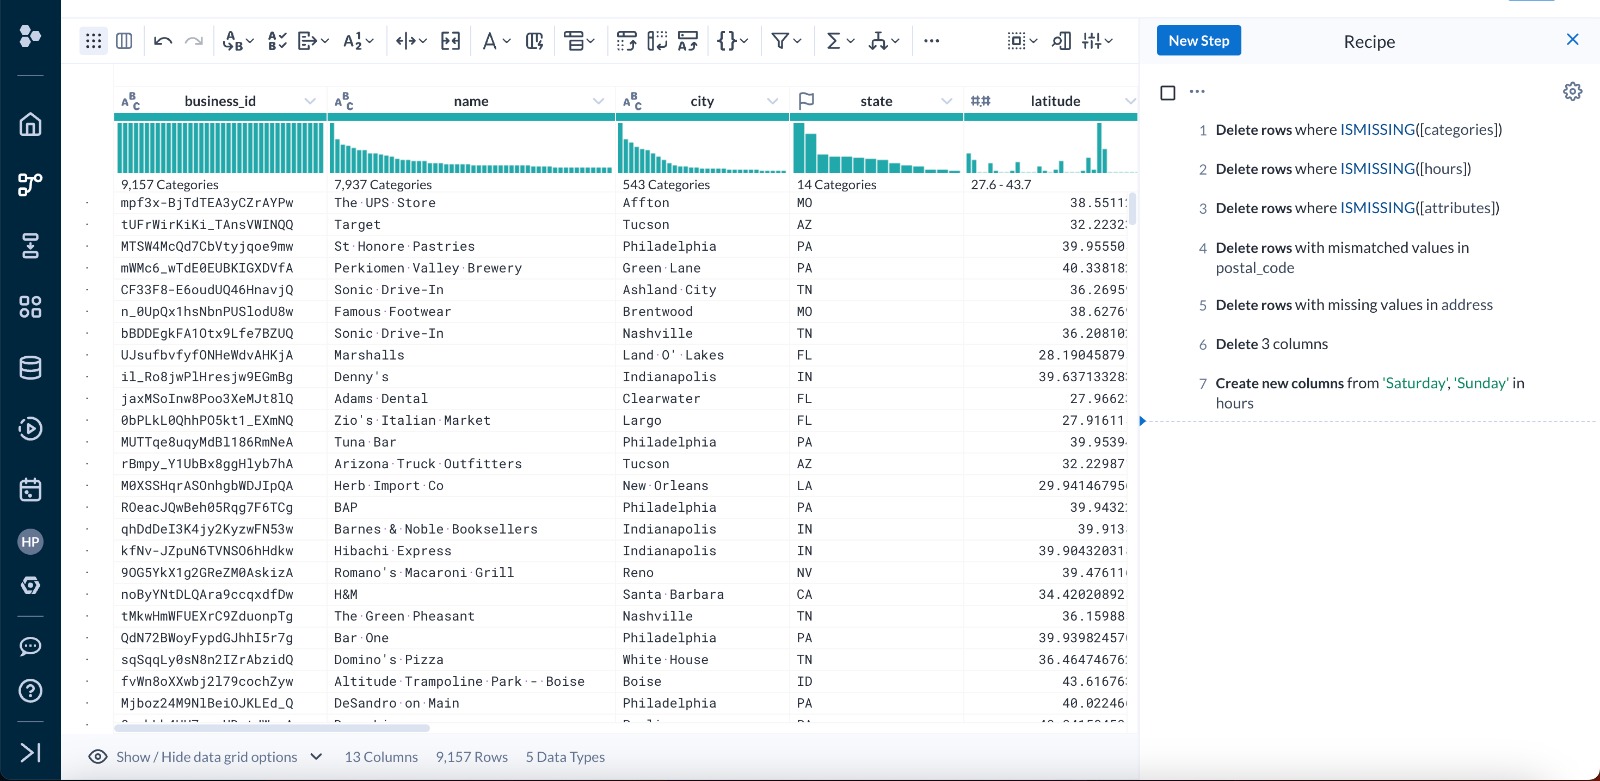 New Step
Recipe
business_id
name
city
state
latitude
9,157 Categories
7,937 Categories
543 Categories
14 Categories
27.6 - 43.7
mpf3x-BjTdTEA3yCZrAYPw The·UPS·Store Affton MO 38.5511
tUFrWirKiKi_TAnsVWINQQ Target Tucson AZ 32.2232
MTSW4McQd7CbVtyjqoe9mw St·Honore·Pastries Philadelphia PA 39.95550
mWMc6_wTdE0EUBKIGXDVfA Perkiomen·Valley·Brewery Green·Lane PA 40.33818
CF33F8-E6oudUQ46HnavjQ Sonic·Drive-In Ashland·City TN 36.2695
n_0UpQx1hsNbnPUSlodU8w Famous·Footwear Brentwood MO 38.6276
bBDDEgkFA1Otx9Lfe7BZUQ Sonic·Drive-In Nashville TN 36.20810
UJsufbvfyfONHeWdvAHKjA Marshalls Land·O'·Lakes FL 28.19045879
il_Ro8jwPlHresjw9EGmBg Denny's Indianapolis IN 39.63713328
jaxMSoInw8Poo3XeMJt8lQ Adams·Dental Clearwater FL 27.9662
0bPLkL0QhhPO5kt1_EXmNQ Zio's·Italian·Market Largo FL 27.91611
MUTTqe8uqyMdBl186RmNeA Tuna·Bar Philadelphia PA 39.9539
rBmpy_Y1UbBx8ggHlyb7hA Arizona·Truck·Outfitters Tucson AZ 32.22987
M0XSSHqrASOnhgbWDJIpQA Herb·Import·Co New·Orleans LA 29.94146795
ROeacJQwBeh05Rqg7F6TCg BAP Philadelphia PA 39.9432
qhDdDeI3K4jy2KyzwFN53w Barnes·&·Noble·Booksellers Indianapolis IN 39.913
kfNv-JZpuN6TVNSO6hHdkw Hibachi·Express Indianapolis IN 39.90432031
9OG5YkX1g2GReZM0AskizA Romano's·Macaroni·Grill Reno NV 39.47611
noByYNtDLQAra9ccqxdfDw H&M Santa·Barbara CA 34.42020892
tMkwHmWFUEXrC9ZduonpTg The·Green·Pheasant Nashville TN 36.15988
QdN72BWoyFypdGJhhI5r7g Bar·One Philadelphia PA 39.93982457
sqSqqLy0sN8n2IZrAbzidQ Domino's·Pizza White·House TN 36.46474676
fvWn8oXXwbj2l79cochZyw Altitude·Trampoline·Park·-·Boise Boise ID 43.61676
Mjboz24M9NlBeiOJKLEd_Q DeSandro·on·Main Philadelphia PA 40.02246
Show / Hide data grid options
13 Columns
9,157 Rows
5 Data Types
HP
1 Delete rows where ISMISSING([categories])
2 Delete rows where ISMISSING([hours])
3 Delete rows where ISMISSING([attributes])
4 Delete rows with mismatched values in
postal_code
5 Delete rows with missing values in address
6 Delete 3 columns
7 Create new columns from 'Saturday', 'Sunday' in
hours